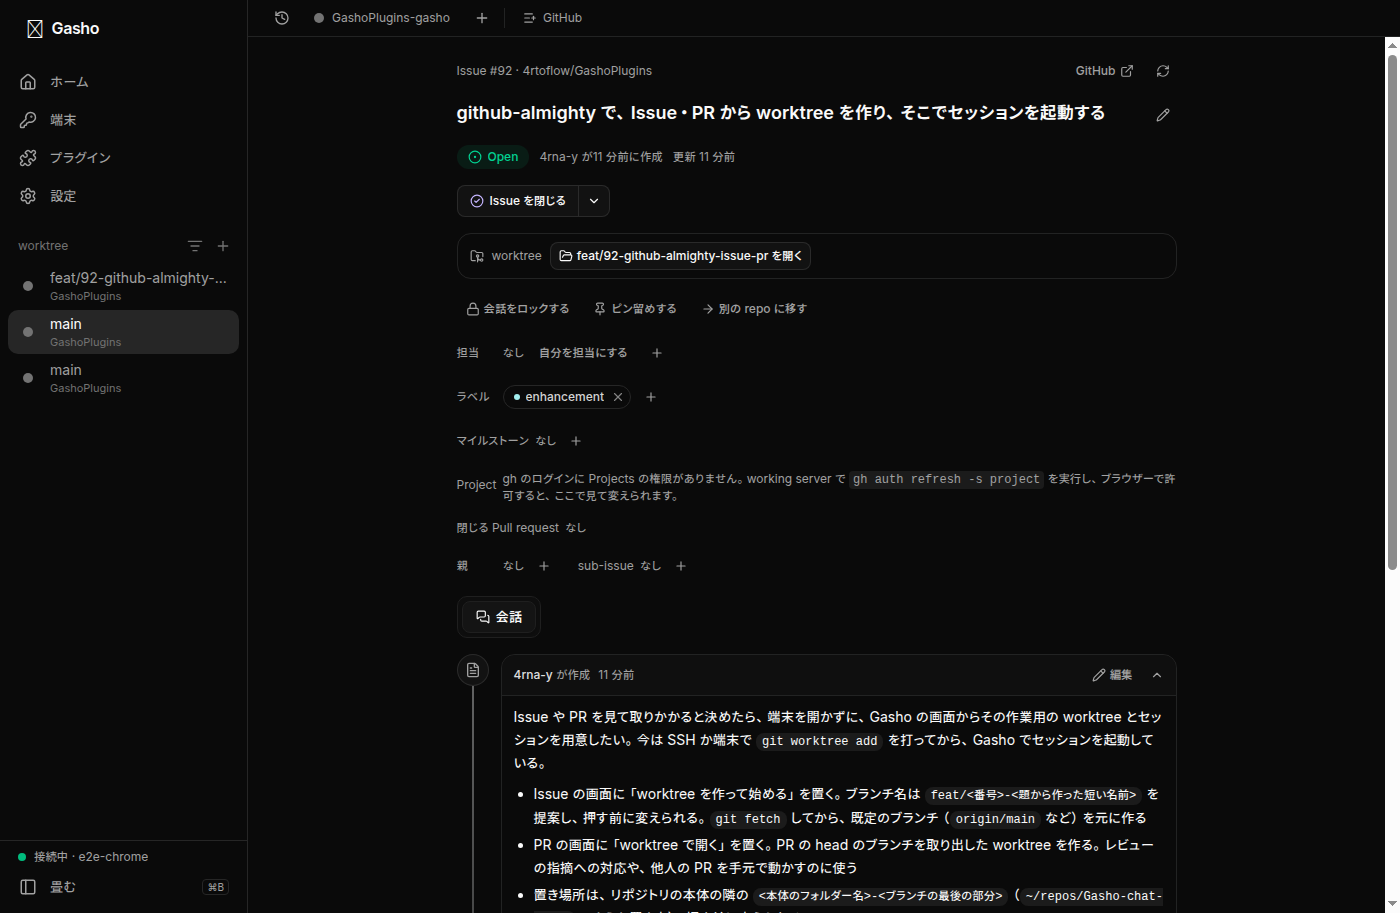 Gasho
ホーム
端末
プラグイン
設定
worktree
feat/92-github-almighty-...
GashoPlugins
main
GashoPlugins
main
GashoPlugins
接続中 · e2e-chrome
畳む
⌘B
GashoPlugins-gasho
GitHub
Issue #92 · 4rtoflow/GashoPlugins
GitHub
github-almighty で、Issue・PR から worktree を作り、そこでセッションを起動する
Open
4rna-y が11 分前に作成 更新 11 分前
Issue を閉じる
worktree
feat/92-github-almighty-issue-pr を開く
会話をロックする
ピン留めする
別の repo に移す
担当 なし 自分を担当にする
ラベル enhancement
マイルストーン なし
Project gh のログインに Projects の権限がありません。working server で gh auth refresh -s project を実行し、ブラウザーで許
可すると、ここで見て変えられます。
閉じる Pull request なし
親 なし sub-issue なし
会話
4rna-y が作成 11 分前
編集
Issue や PR を見て取りかかると決めたら、端末を開かずに、Gasho の画面からその作業用の worktree とセッ
ションを用意したい。今は SSH か端末で git worktree add を打ってから、Gasho でセッションを起動して
いる。
Issue の画面に「worktree を作って始める」を置く。ブランチ名は feat/<番号>-<題から作った短い名前> を
提案し、押す前に変えられる。git fetch してから、既定のブランチ（ origin/main など）を元に作る
PR の画面に「worktree で開く」を置く。PR の head のブランチを取り出した worktree を作る。レビュー
の指摘への対応や、他人の PR を手元で動かすのに使う
置き場所は、リポジトリの本体の隣の <本体のフォルダー名>-<ブランチの最後の部分>（ ~/repos/Gasho-chat-